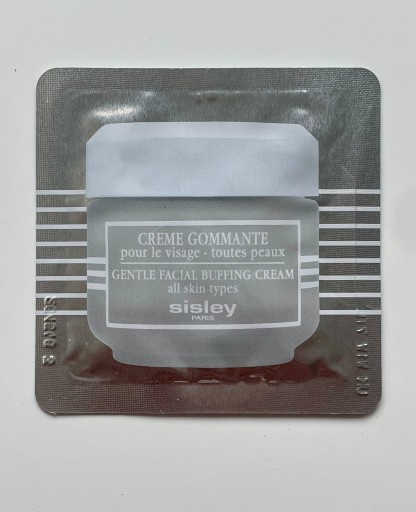 CREME GOMMANTE
pour le visage - toutes peaux
GENTLE FACIAL BUFFING CREAM
all skin types
sisley
PARIS